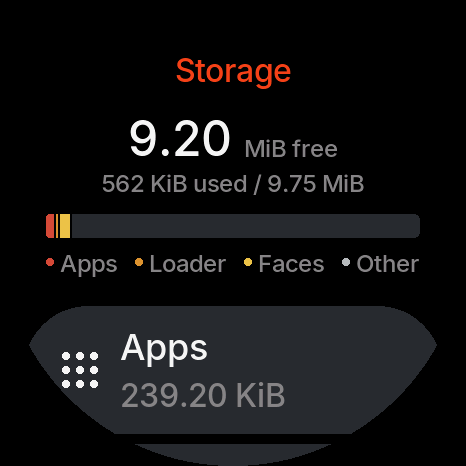 Storage
9.20 MiB free
562 KiB used / 9.75 MiB
Apps Loader Faces Other
Apps
239.20 KiB